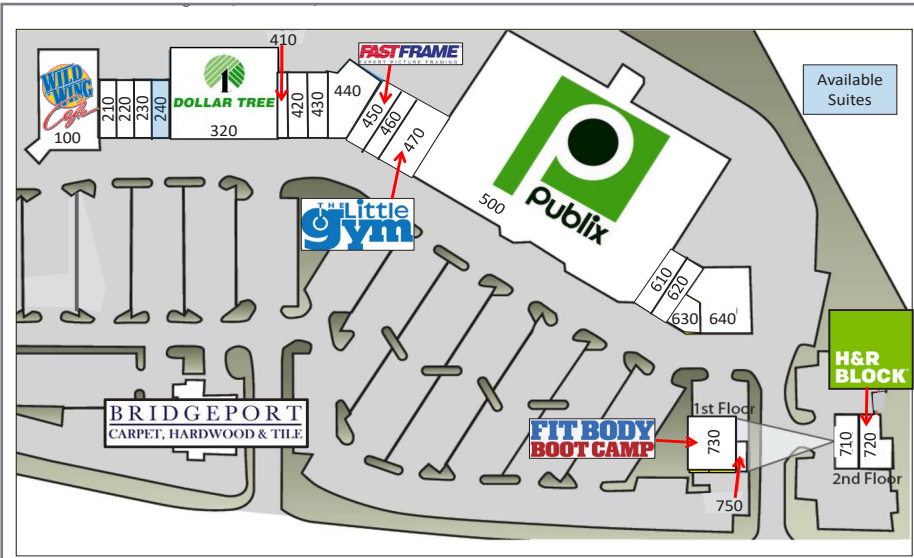 410
FASTFRAME
EXPERT PICTURE FRAMING
WILD
WING
Cafe
100
210
220
230
240
1
DOLLAR TREE
320
420
430
440
450
460
470
Available
Suites
THE Little
gym
500
Publix
610
620
630
640
H&R
BLOCK
BRIDGEPORT
CARPET, HARDWOOD & TILE
FIT BODY
BOOT CAMP
1st Floor
730
750
710
720
2nd Floor